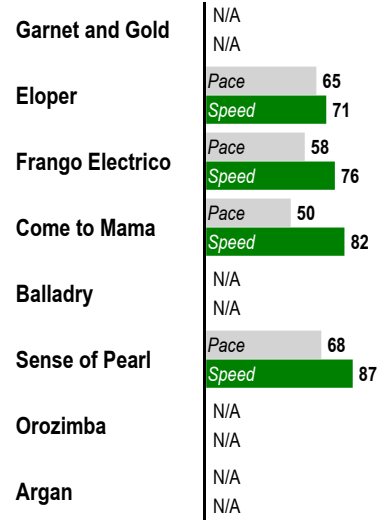 Garnet and Gold
N/A
N/A
Eloper
Pace 65
Speed 71
Frango Electrico
Pace 58
Speed 76
Come to Mama
Pace 50
Speed 82
Balladry
N/A
N/A
Sense of Pearl
Pace 68
Speed 87
Orozimba
N/A
N/A
Argan
N/A
N/A